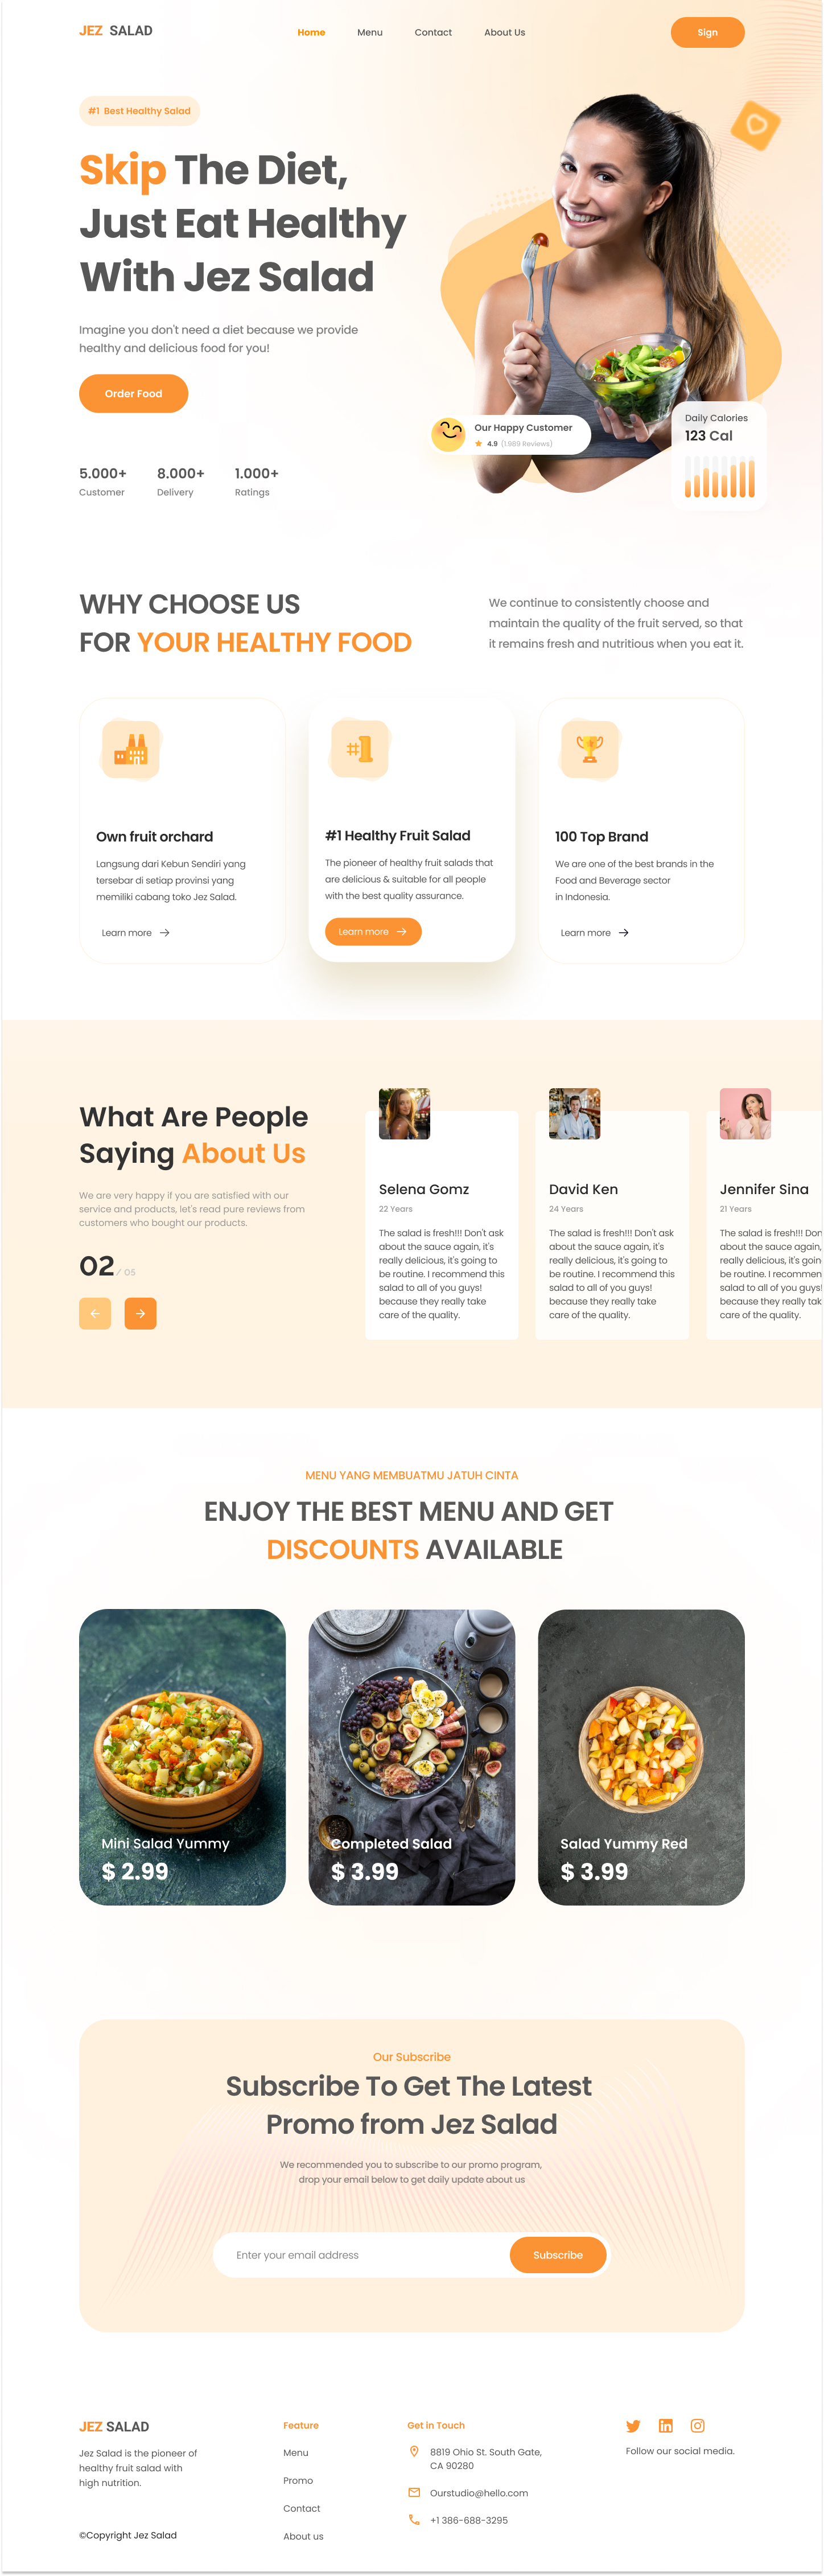 JEZ SALAD
Home Menu Contact About Us
Sign
#1 Best Healthy Salad
Skip The Diet,
Just Eat Healthy
With Jez Salad
Imagine you don't need a diet because we provide
healthy and delicious food for you!
Order Food
Our Happy Customer
4.9 (1.989 Reviews)
Daily Calories
123 Cal
5.000+
Customer
8.000+
Delivery
1.000+
Ratings
WHY CHOOSE US
FOR YOUR HEALTHY FOOD
We continue to consistently choose and
maintain the quality of the fruit served, so that
it remains fresh and nutritious when you eat it.
#1
Own fruit orchard
Langsung dari Kebun Sendiri yang
tersebar di setiap provinsi yang
memiliki cabang toko Jez Salad.
Learn more
#1 Healthy Fruit Salad
The pioneer of healthy fruit salads that
are delicious & suitable for all people
with the best quality assurance.
Learn more
100 Top Brand
We are one of the best brands in the
Food and Beverage sector
in Indonesia.
Learn more
What Are People
Saying About Us
We are very happy if you are satisfied with our
service and products, let's read pure reviews from
customers who bought our products.
02 / 05
Selena Gomz
22 Years
The salad is fresh!!! Don't ask
about the sauce again, it's
really delicious, it's going to
be routine. I recommend this
salad to all of you guys!
because they really take
care of the quality.
David Ken
24 Years
The salad is fresh!!! Don't ask
about the sauce again, it's
really delicious, it's going to
be routine. I recommend this
salad to all of you guys!
because they really take
care of the quality.
Jennifer Sina
21 Years
The salad is fresh!!! Don
about the sauce again,
really delicious, it's goin
be routine. I recommen
salad to all of you guys!
because they really tak
care of the quality.
MENU YANG MEMBUATMU JATUH CINTA
ENJOY THE BEST MENU AND GET
DISCOUNTS AVAILABLE
Mini Salad Yummy
$ 2.99
Completed Salad
$ 3.99
Salad Yummy Red
$ 3.99
Our Subscribe
Subscribe To Get The Latest
Promo from Jez Salad
We recommended you to subscribe to our promo program,
drop your email below to get daily update about us
Enter your email address
Subscribe
JEZ SALAD
Jez Salad is the pioneer of
healthy fruit salad with
high nutrition.
©Copyright Jez Salad
Feature
Menu
Promo
Contact
About us
Get in Touch
8819 Ohio St. South Gate,
CA 90280
Ourstudio@hello.com
+1 386-688-3295
Follow our social media.